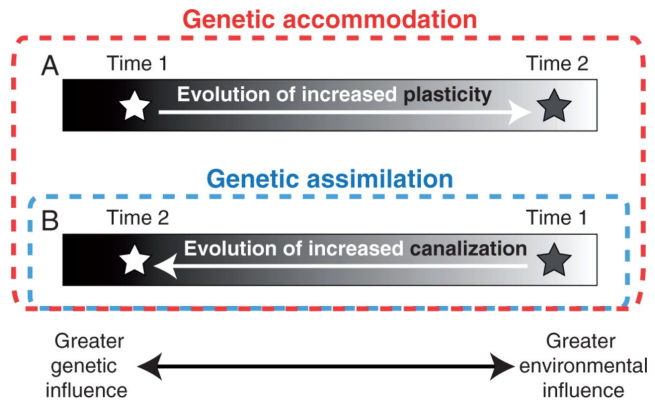 Genetic accommodation
A
Time 1
Time 2
Evolution of increased plasticity
Genetic assimilation
B
Time 2
Time 1
Evolution of increased canalization
Greater
genetic
influence
Greater
environmental
influence